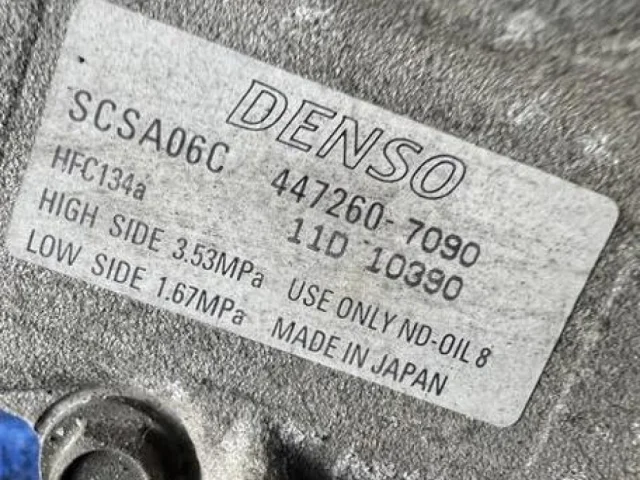 DENSO
SCSA06C 447260-7090
HFC134a 11D 10390
HIGH SIDE 3.53MPa USE ONLY ND-OIL 8
LOW SIDE 1.67MPa MADE IN JAPAN